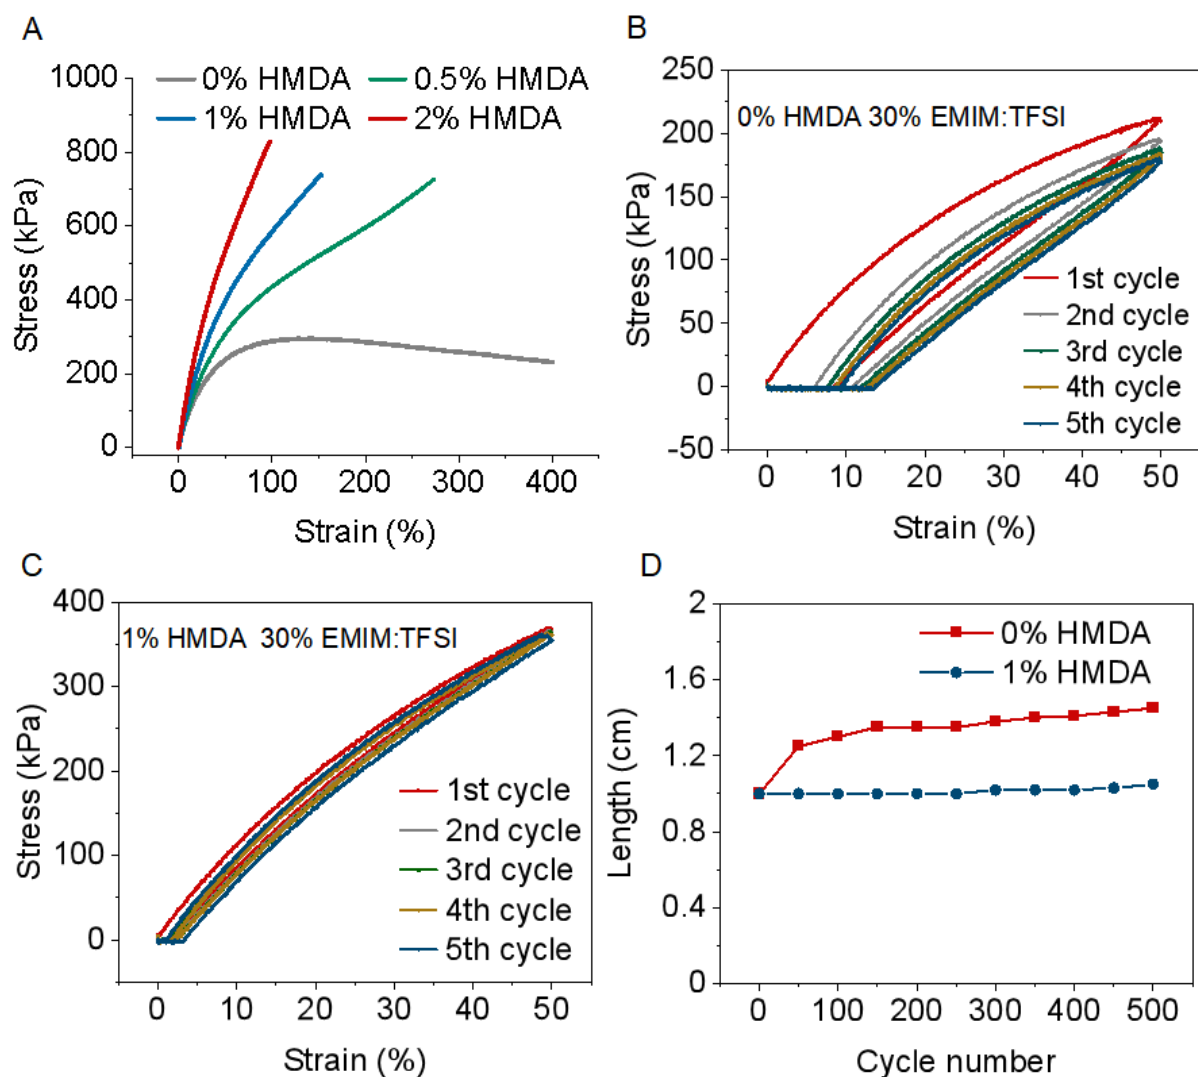 A
1000
800
600
400
200
0
0% HMDA
0.5% HMDA
1% HMDA
2% HMDA
Stress (kPa)
0 100 200 300 400
Strain (%)
B
250
200
150
100
50
0
-50
0% HMDA 30% EMIM:TFSI
Stress (kPa)
1st cycle
2nd cycle
3rd cycle
4th cycle
5th cycle
0 10 20 30 40 50
Strain (%)
C
400
300
200
100
0
1% HMDA 30% EMIM:TFSI
Stress (kPa)
1st cycle
2nd cycle
3rd cycle
4th cycle
5th cycle
0 10 20 30 40 50
Strain (%)
D
2
1.6
1.2
0.8
0.4
0
0% HMDA
1% HMDA
Length (cm)
0 100 200 300 400 500
Cycle number